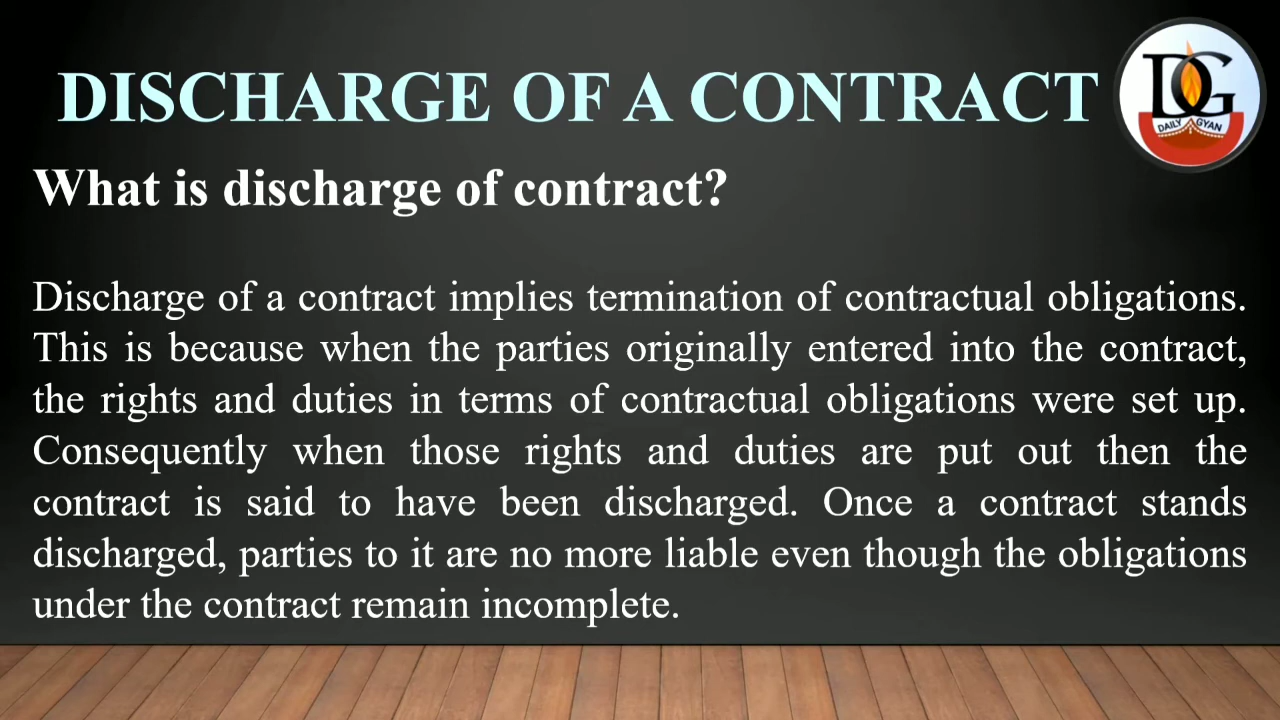 DISCHARGE OF A CONTRACT
DG
DAILY GYAN
What is discharge of contract?
Discharge of a contract implies termination of contractual obligations.
This is because when the parties originally entered into the contract,
the rights and duties in terms of contractual obligations were set up.
Consequently when those rights and duties are put out then the
contract is said to have been discharged. Once a contract stands
discharged, parties to it are no more liable even though the obligations
under the contract remain incomplete.